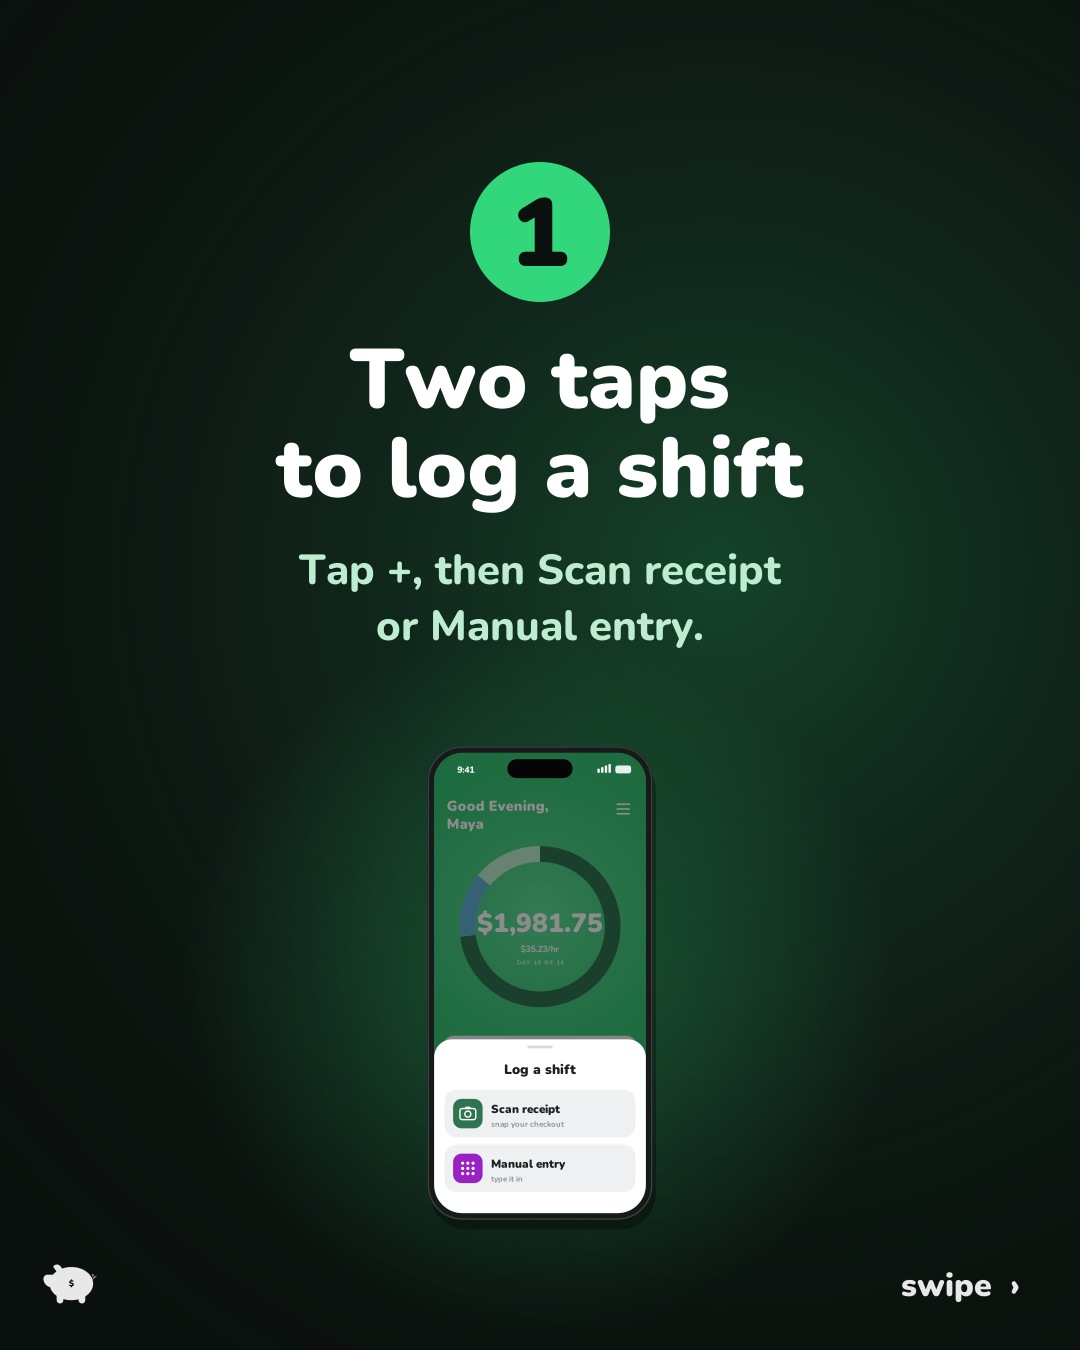 1
Two taps
to log a shift
Tap +, then Scan receipt
or Manual entry.
9:41
Good Evening,
Maya
$1,981.75
$35.23/hr
DAY 10 OF 14
Log a shift
Scan receipt
snap your checkout
Manual entry
type it in
$
swipe ›